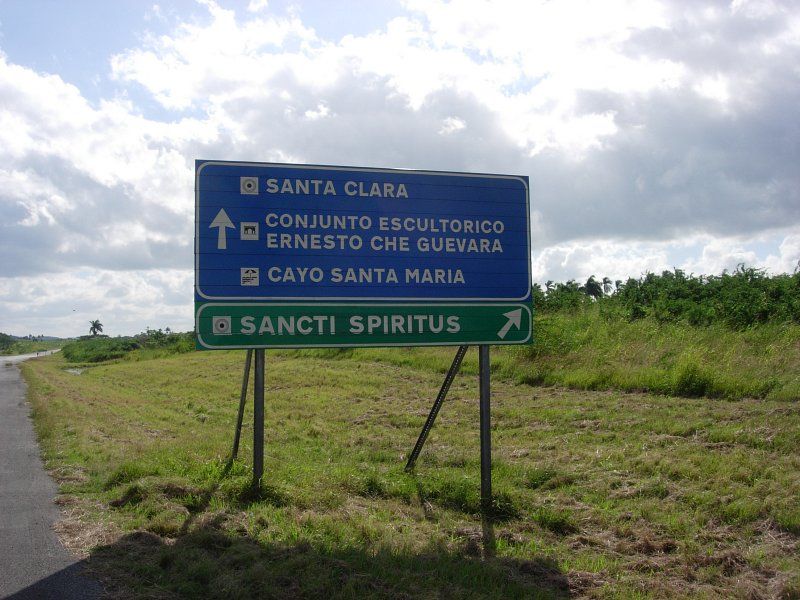 SANTA CLARA
CONJUNTO ESCULTORICO
ERNESTO CHE GUEVARA
CAYO SANTA MARIA
SANCTI SPIRITUS